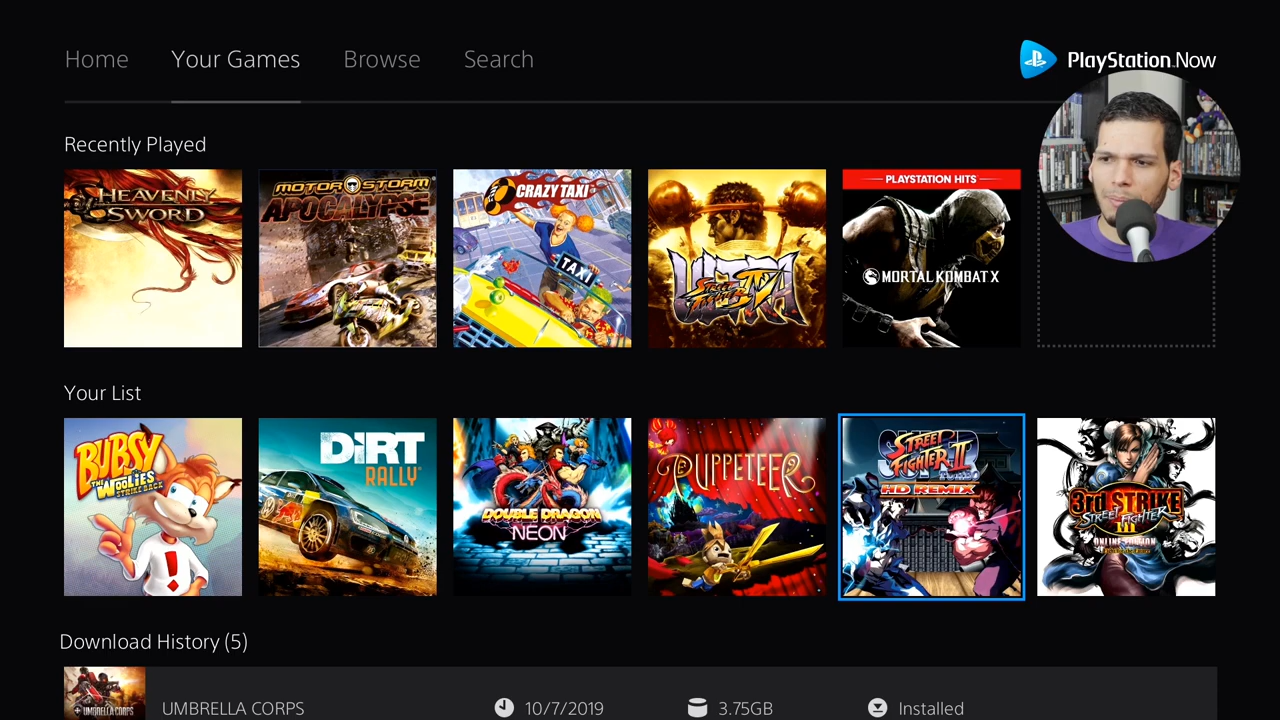 Home Your Games Browse Search
PlayStation Now
Recently Played
HEAVENLY
SWORD
MOTORSTORM
APOCALYPSE
CRAZY TAXI
TAXI
ULTRA
STREET FIGHTER IV
PLAYSTATION HITS
MORTAL KOMBAT X
Your List
BUBSY
THE WOOLIES
STRIKE BACK
DiRT
RALLY
DOUBLE DRAGON
NEON
PUPPETEER
SUPER
STREET
FIGHTER II
TURBO
HD REMIX
3rd STRIKE
STREET FIGHTER
III
ONLINE EDITION
Download History (5)
UMBRELLA CORPS
UMBRELLA CORPS 10/7/2019 3.75GB Installed